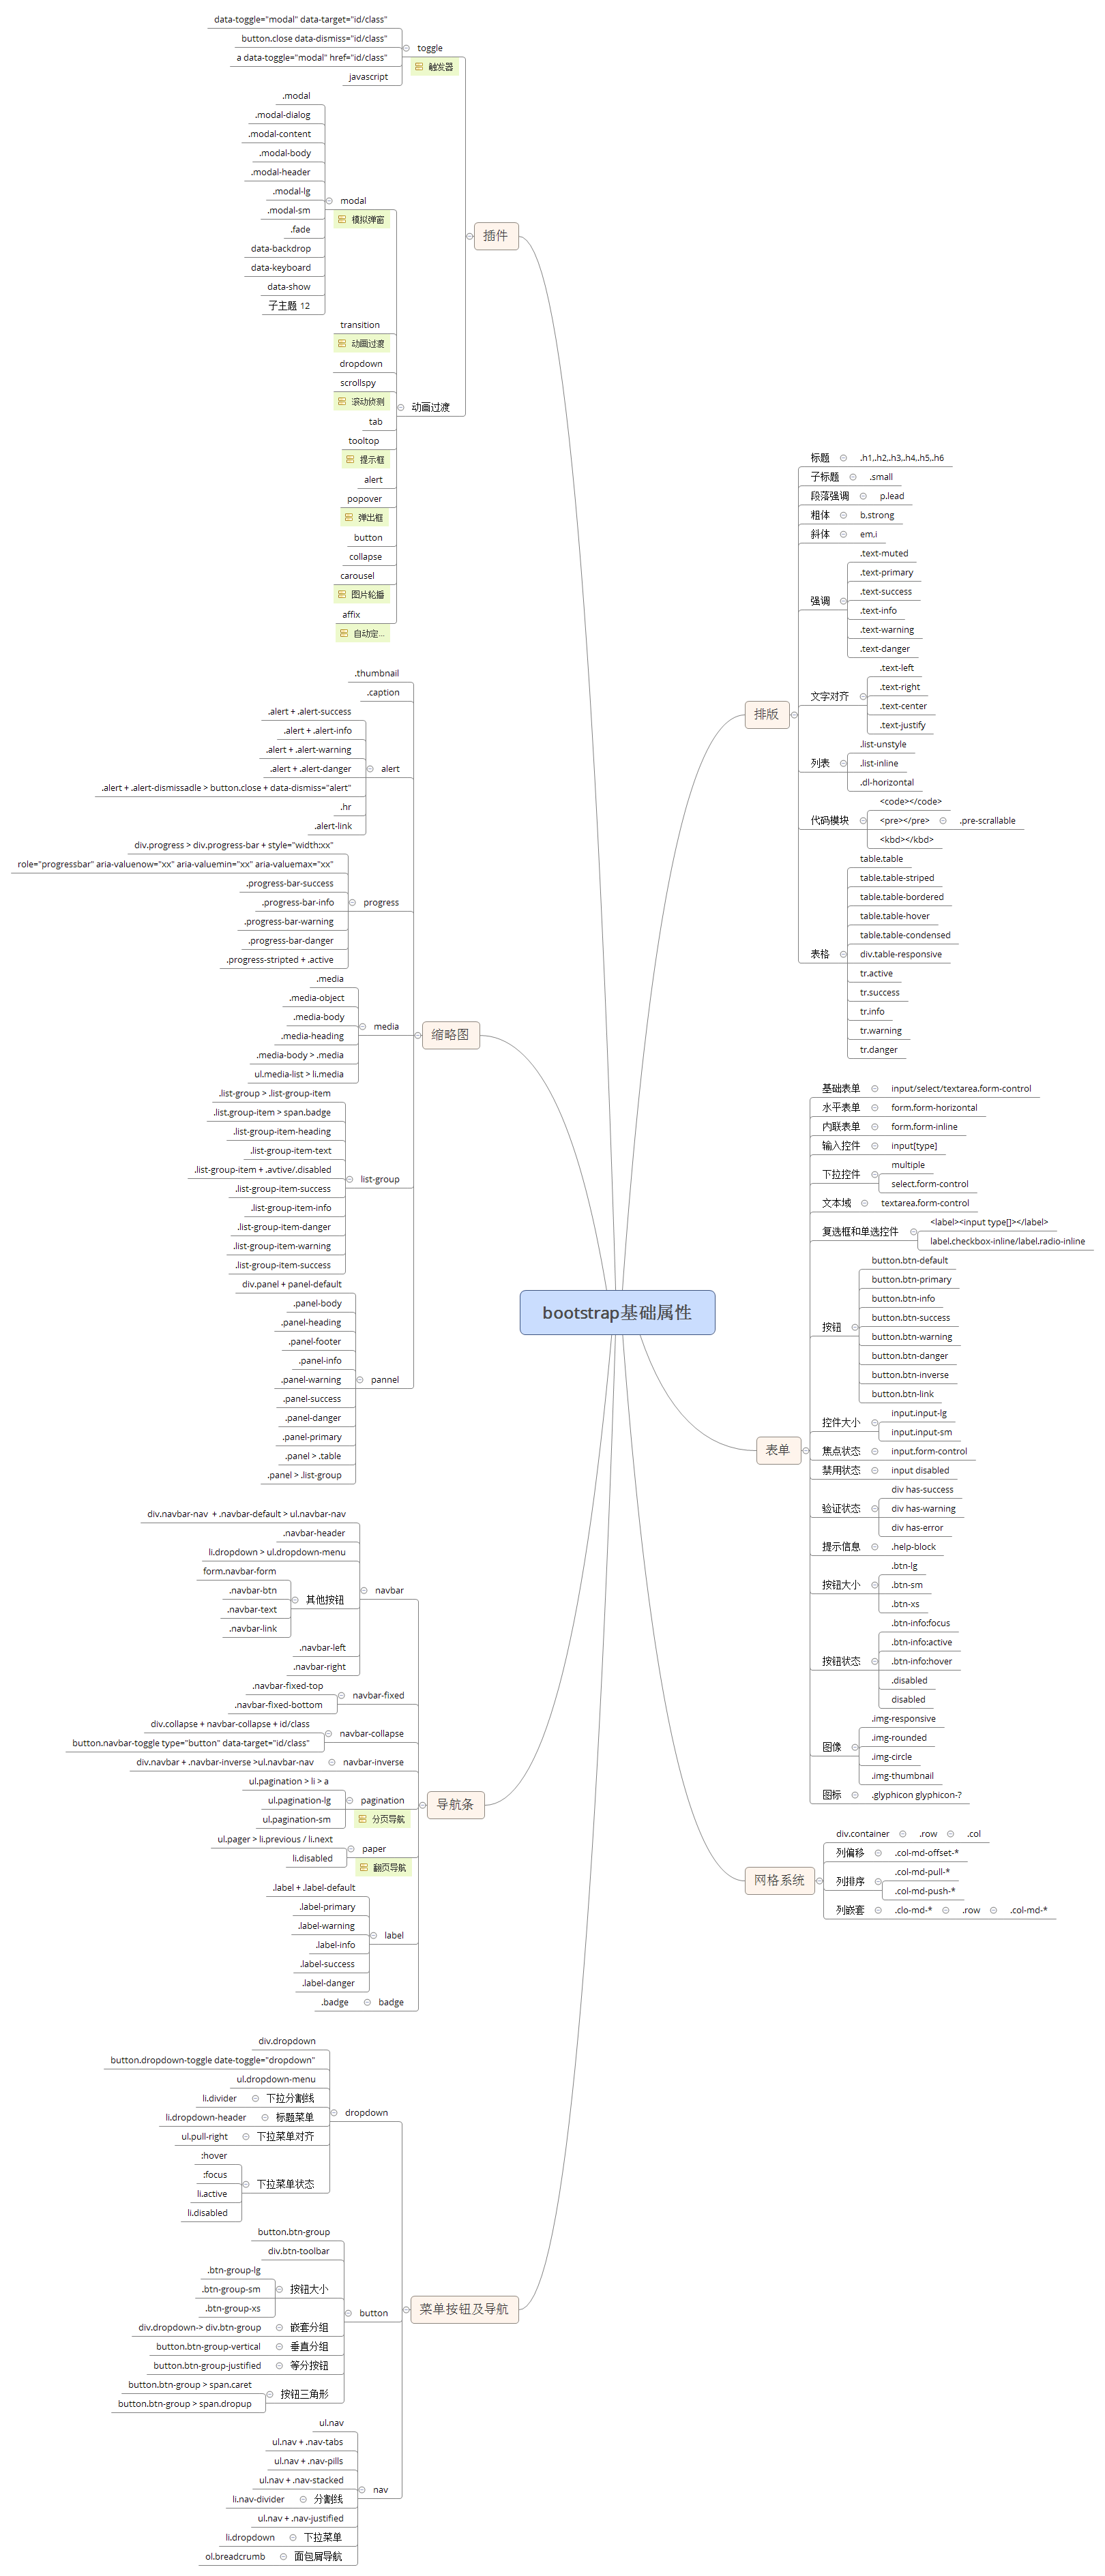 bootstrap基础属性
插件
toggle
触发器
data-toggle="modal" data-target="id/class"
button.close data-dismiss="id/class"
a data-toggle="modal" href="id/class"
javascript
动画过渡
modal
模拟弹窗
.modal
.modal-dialog
.modal-content
.modal-body
.modal-header
.modal-lg
.modal-sm
.fade
data-backdrop
data-keyboard
data-show
子主题 12
transition
动画过渡
dropdown
scrollspy
滚动侦测
tab
tooltop
提示框
alert
popover
弹出框
button
collapse
carousel
图片轮播
affix
自动定...
缩略图
.thumbnail
.caption
alert
.alert + .alert-success
.alert + .alert-info
.alert + .alert-warning
.alert + .alert-danger
.alert + .alert-dismissadle > button.close + data-dismiss="alert"
.hr
.alert-link
progress
div.progress > div.progress-bar + style="width:xx"
role="progressbar" aria-valuenow="xx" aria-valuemin="xx" aria-valuemax="xx"
.progress-bar-success
.progress-bar-info
.progress-bar-warning
.progress-bar-danger
.progress-stripted + .active
media
.media
.media-object
.media-body
.media-heading
.media-body > .media
ul.media-list > li.media
list-group
.list-group > .list-group-item
.list.group-item > span.badge
.list-group-item-heading
.list-group-item-text
.list-group-item + .avtive/.disabled
.list-group-item-success
.list-group-item-info
.list-group-item-danger
.list-group-item-warning
.list-group-item-success
pannel
div.panel + panel-default
.panel-body
.panel-heading
.panel-footer
.panel-info
.panel-warning
.panel-success
.panel-danger
.panel-primary
.panel > .table
.panel > .list-group
导航条
navbar
div.navbar-nav + .navbar-default > ul.navbar-nav
.navbar-header
li.dropdown > ul.dropdown-menu
其他按钮
form.navbar-form
.navbar-btn
.navbar-text
.navbar-link
.navbar-left
.navbar-right
navbar-fixed
.navbar-fixed-top
.navbar-fixed-bottom
navbar-collapse
div.collapse + navbar-collapse + id/class
button.navbar-toggle type="button" data-target="id/class"
navbar-inverse
div.navbar + .navbar-inverse >ul.navbar-nav
pagination
分页导航
ul.pagination > li > a
ul.pagination-lg
ul.pagination-sm
paper
翻页导航
ul.pager > li.previous / li.next
li.disabled
label
.label + .label-default
.label-primary
.label-warning
.label-info
.label-success
.label-danger
badge
.badge
菜单按钮及导航
dropdown
div.dropdown
button.dropdown-toggle date-toggle="dropdown"
ul.dropdown-menu
下拉分割线
li.divider
标题菜单
li.dropdown-header
下拉菜单对齐
ul.pull-right
下拉菜单状态
:hover
:focus
li.active
li.disabled
button
button.btn-group
div.btn-toolbar
按钮大小
.btn-group-lg
.btn-group-sm
.btn-group-xs
嵌套分组
div.dropdown-> div.btn-group
垂直分组
button.btn-group-vertical
等分按钮
button.btn-group-justified
按钮三角形
button.btn-group > span.caret
button.btn-group > span.dropup
nav
ul.nav
ul.nav + .nav-tabs
ul.nav + .nav-pills
ul.nav + .nav-stacked
分割线
li.nav-divider
ul.nav + .nav-justified
下拉菜单
li.dropdown
面包屑导航
ol.breadcrumb
排版
标题
.h1,.h2,.h3,.h4,.h5,.h6
子标题
.small
段落强调
p.lead
粗体
b.strong
斜体
em.i
强调
.text-muted
.text-primary
.text-success
.text-info
.text-warning
.text-danger
文字对齐
.text-left
.text-right
.text-center
.text-justify
列表
.list-unstyle
.list-inline
.dl-horizontal
代码模块
<code></code>
<pre></pre>
.pre-scrallable
<kbd></kbd>
表格
table.table
table.table-striped
table.table-bordered
table.table-hover
table.table-condensed
div.table-responsive
tr.active
tr.success
tr.info
tr.warning
tr.danger
表单
基础表单
input/select/textarea.form-control
水平表单
form.form-horizontal
内联表单
form.form-inline
输入控件
input[type]
下拉控件
multiple
select.form-control
文本域
textarea.form-control
复选框和单选控件
<label><input type[]></label>
label.checkbox-inline/label.radio-inline
按钮
button.btn-default
button.btn-primary
button.btn-info
button.btn-success
button.btn-warning
button.btn-danger
button.btn-inverse
button.btn-link
控件大小
input.input-lg
input.input-sm
焦点状态
input.form-control
禁用状态
input disabled
验证状态
div has-success
div has-warning
div has-error
提示信息
.help-block
按钮大小
.btn-lg
.btn-sm
.btn-xs
按钮状态
.btn-info:focus
.btn-info:active
.btn-info:hover
.disabled
disabled
图像
.img-responsive
.img-rounded
.img-circle
.img-thumbnail
图标
.glyphicon glyphicon-?
网格系统
div.container
.row
.col
列偏移
.col-md-offset-*
列排序
.col-md-pull-*
.col-md-push-*
列嵌套
.clo-md-*
.row
.col-md-*